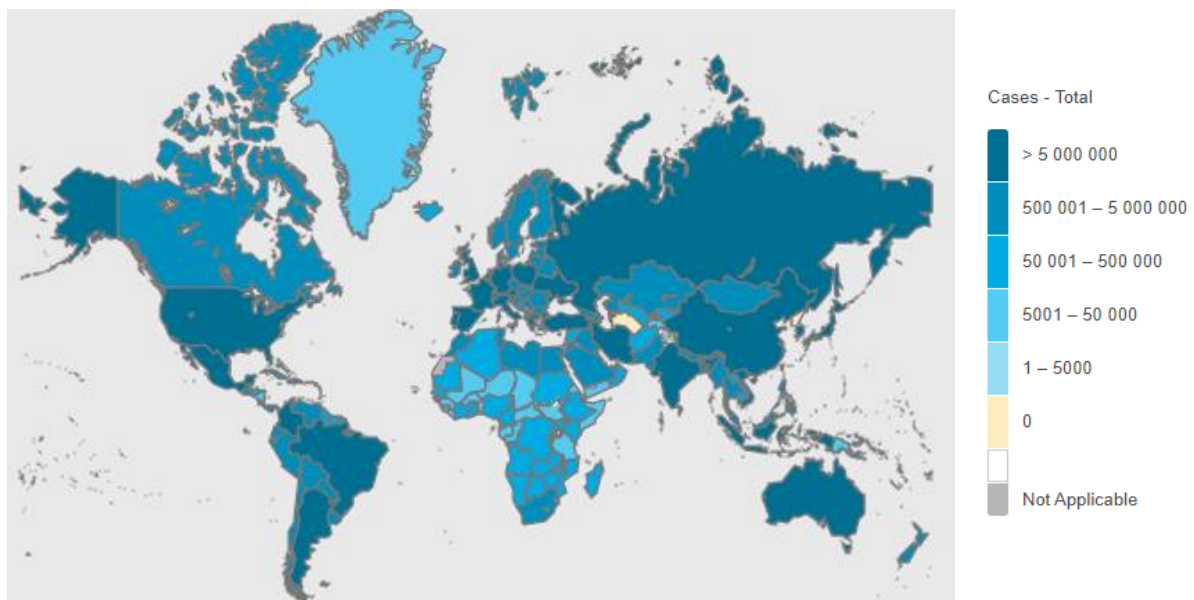 Cases - Total
> 5 000 000
500 001 – 5 000 000
50 001 – 500 000
5001 – 50 000
1 – 5000
0
Not Applicable